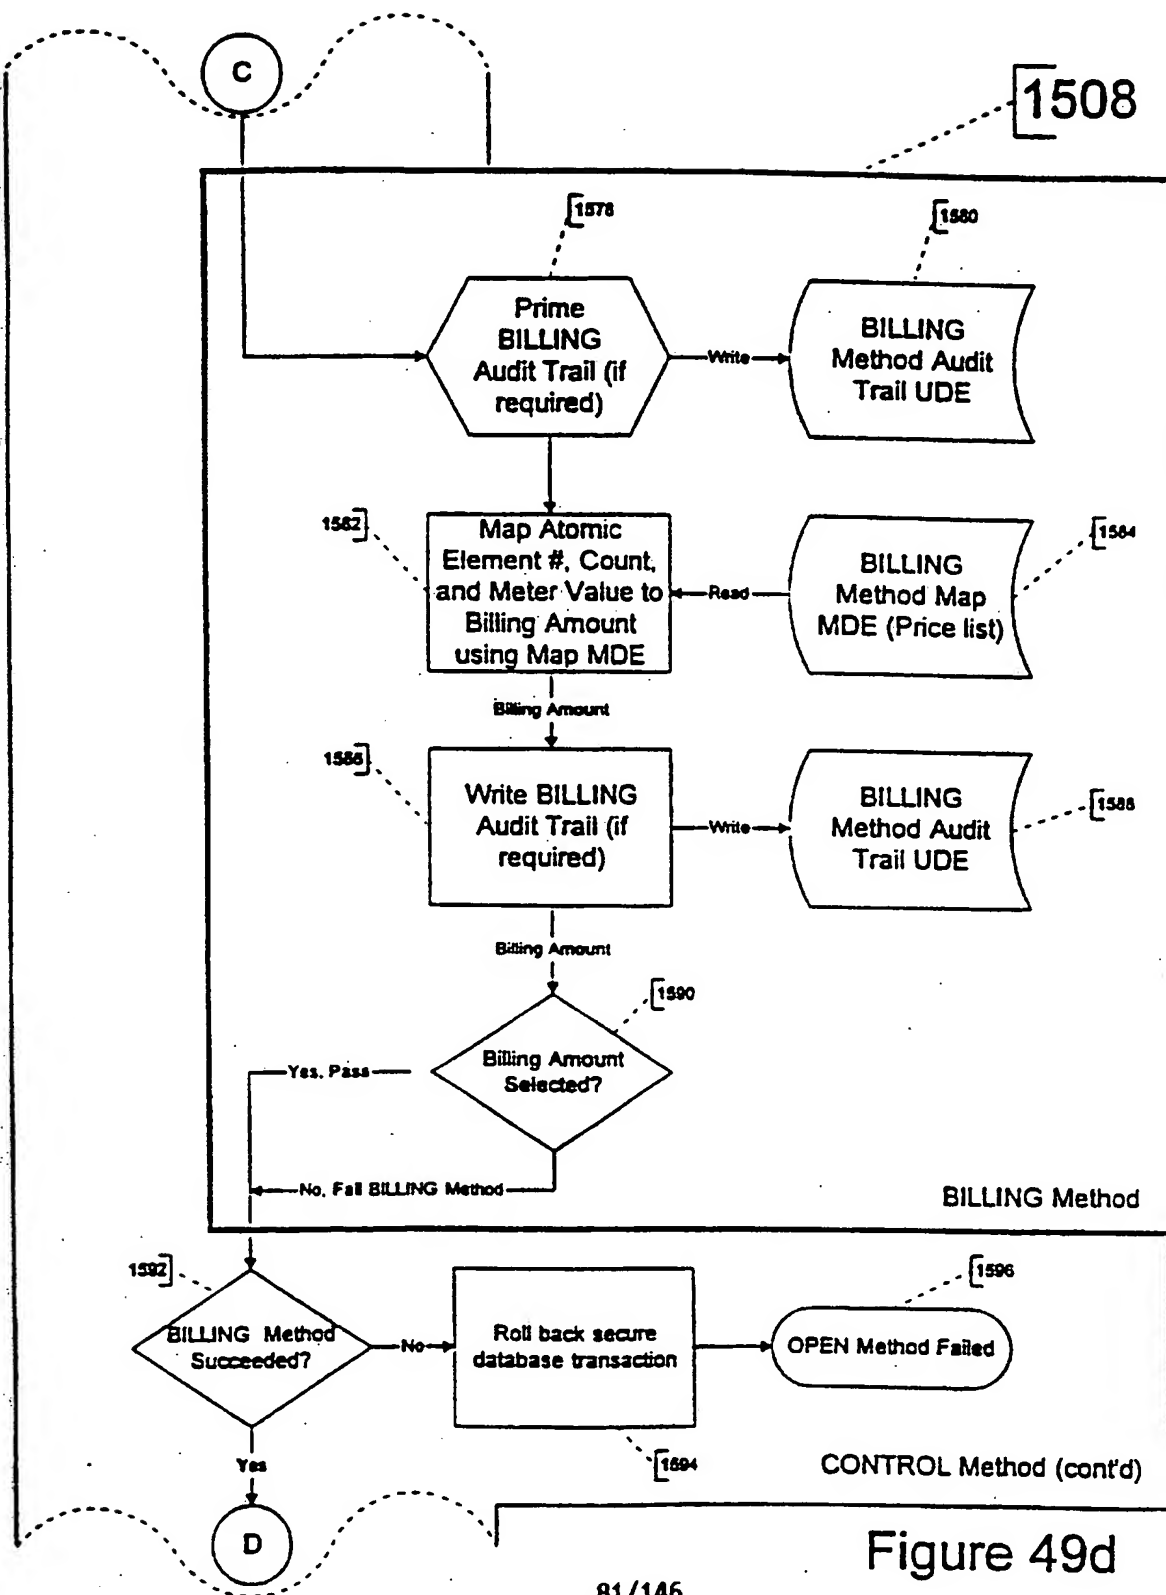 C
1508
1578
1580
Prime
BILLING
Audit Trail (if
required)
Write
BILLING
Method Audit
Trail UDE
1582
Map Atomic
Element #, Count,
and Meter Value to
Billing Amount
using Map MDE
Read
BILLING
Method Map
MDE (Price list)
1584
Billing Amount
1586
Write BILLING
Audit Trail (if
required)
Write
BILLING
Method Audit
Trail UDE
1588
Billing Amount
1590
Billing Amount
Selected?
Yes, Pass
No, Fail BILLING Method
BILLING Method
1592
BILLING Method
Succeeded?
No
Roll back secure
database transaction
1596
OPEN Method Failed
Yes
1594
CONTROL Method (cont'd)
D
Figure 49d
81/146